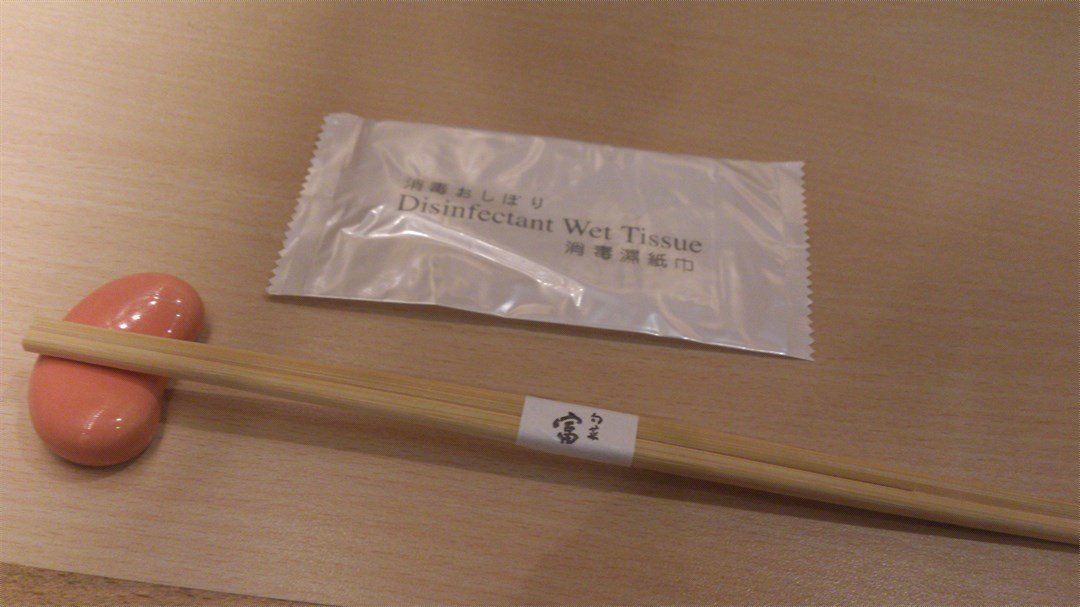 消毒おしぼり
Disinfectant Wet Tissue
消毒濕紙巾
旬菜
富